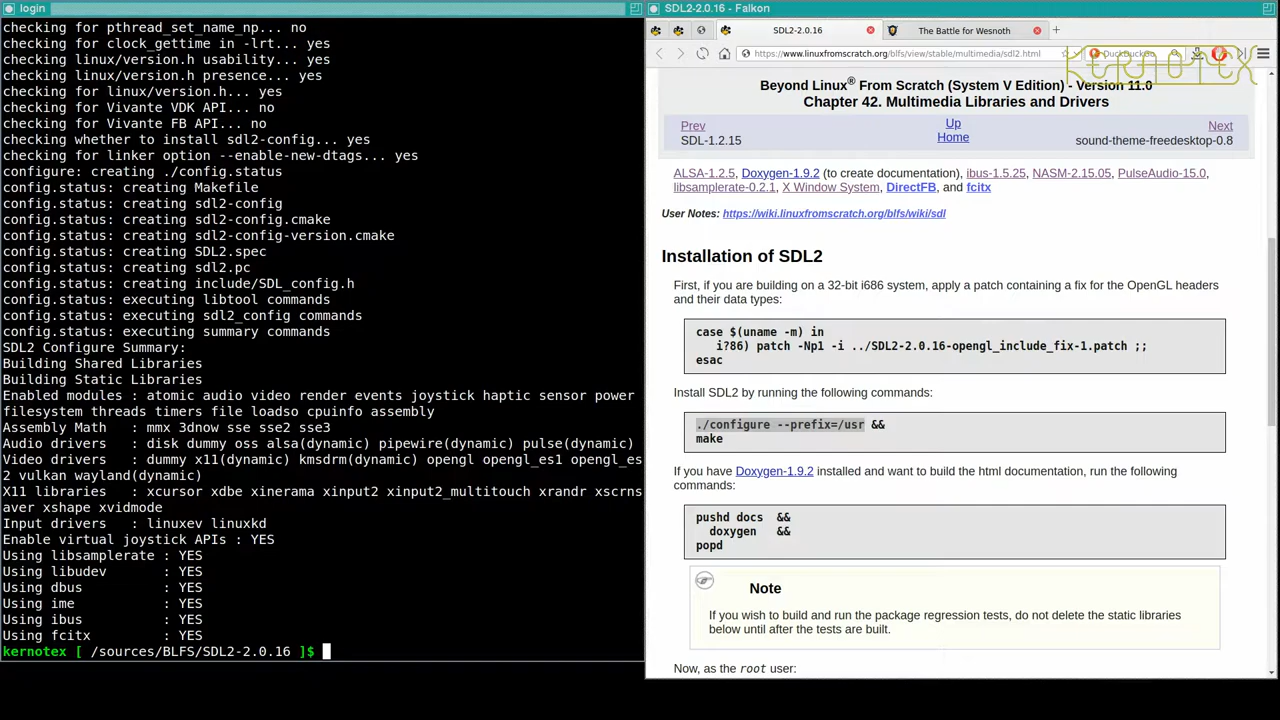 login
checking for pthread_set_name_np... no
checking for clock_gettime in -lrt... yes
checking linux/version.h usability... yes
checking linux/version.h presence... yes
checking for linux/version.h... yes
checking for Vivante VDK API... no
checking for Vivante FB API... no
checking whether to install sdl2-config... yes
checking for linker option --enable-new-dtags... yes
configure: creating ./config.status
config.status: creating Makefile
config.status: creating sdl2-config
config.status: creating sdl2-config.cmake
config.status: creating sdl2-config-version.cmake
config.status: creating SDL2.spec
config.status: creating sdl2.pc
config.status: creating include/SDL_config.h
config.status: executing libtool commands
config.status: executing sdl2_config commands
config.status: executing summary commands
SDL2 Configure Summary:
Building Shared Libraries
Building Static Libraries
Enabled modules : atomic audio video render events joystick haptic sensor power
filesystem threads timers file loadso cpuinfo assembly
Assembly Math   : mmx 3dnow sse sse2 sse3
Audio drivers   : disk dummy oss alsa(dynamic) pipewire(dynamic) pulse(dynamic)
Video drivers   : dummy x11(dynamic) kmsdrm(dynamic) opengl opengl_es1 opengl_es
2 vulkan wayland(dynamic)
X11 libraries   : xcursor xdbe xinerama xinput2 xinput2_multitouch xrandr xscrns
aver xshape xvidmode
Input drivers   : linuxev linuxkd
Enable virtual joystick APIs : YES
Using libsamplerate : YES
Using libudev       : YES
Using dbus          : YES
Using ime           : YES
Using ibus          : YES
Using fcitx         : YES
kernotex [ /sources/BLFS/SDL2-2.0.16 ]$
SDL2-2.0.16 - Falkon
SDL2-2.0.16
The Battle for Wesnoth
https://www.linuxfromscratch.org/blfs/view/stable/multimedia/sdl2.html
DuckDuckGo
KERNOTEX
Beyond Linux® From Scratch (System V Edition) - Version 11.0
Chapter 42. Multimedia Libraries and Drivers
Prev
Up
Next
SDL-1.2.15
Home
sound-theme-freedesktop-0.8
ALSA-1.2.5, Doxygen-1.9.2 (to create documentation), ibus-1.5.25, NASM-2.15.05, PulseAudio-15.0,
libsamplerate-0.2.1, X Window System, DirectFB, and fcitx
User Notes: https://wiki.linuxfromscratch.org/blfs/wiki/sdl
Installation of SDL2
First, if you are building on a 32-bit i686 system, apply a patch containing a fix for the OpenGL headers
and their data types:
case $(uname -m) in
i?86) patch -Np1 -i ../SDL2-2.0.16-opengl_include_fix-1.patch ;;
esac
Install SDL2 by running the following commands:
./configure --prefix=/usr &&
make
If you have Doxygen-1.9.2 installed and want to build the html documentation, run the following
commands:
pushd docs  &&
doxygen   &&
popd
Note
If you wish to build and run the package regression tests, do not delete the static libraries
below until after the tests are built.
Now, as the root user: